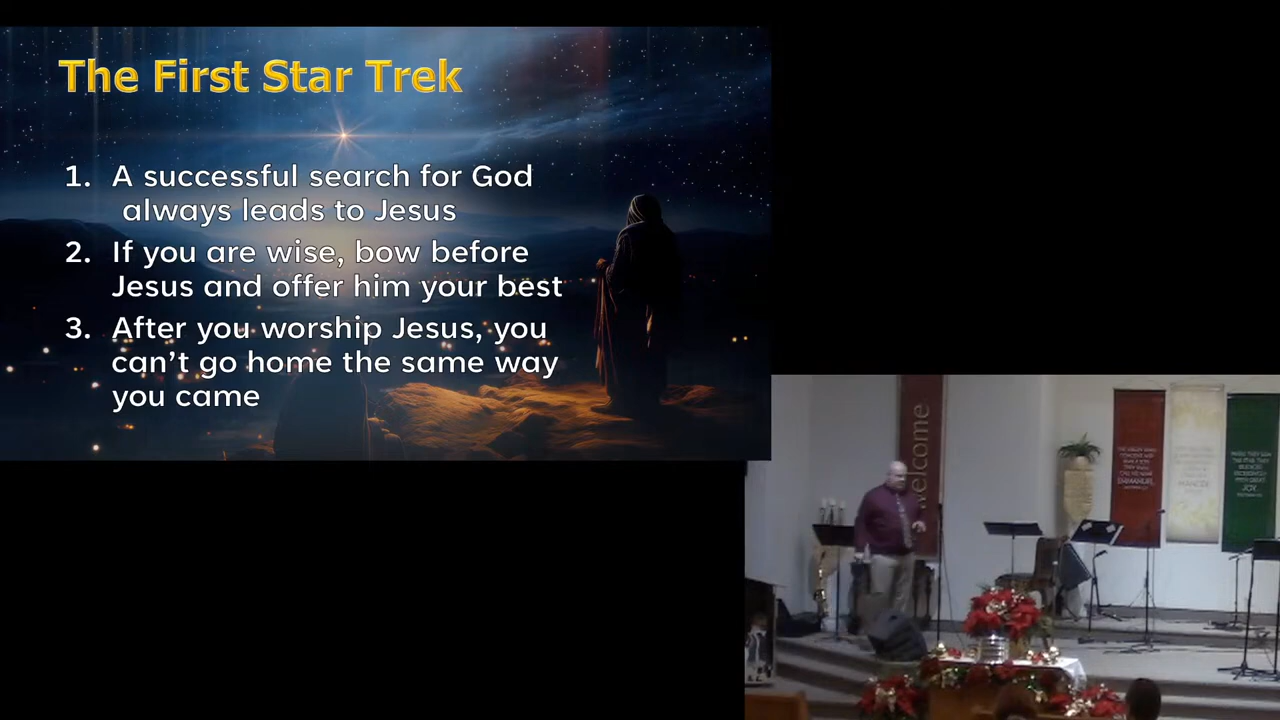 The First Star Trek
1. A successful search for God
always leads to Jesus
2. If you are wise, bow before
Jesus and offer him your best
3. After you worship Jesus, you
can’t go home the same way
you came
welcome
EMMANUEL
JOY